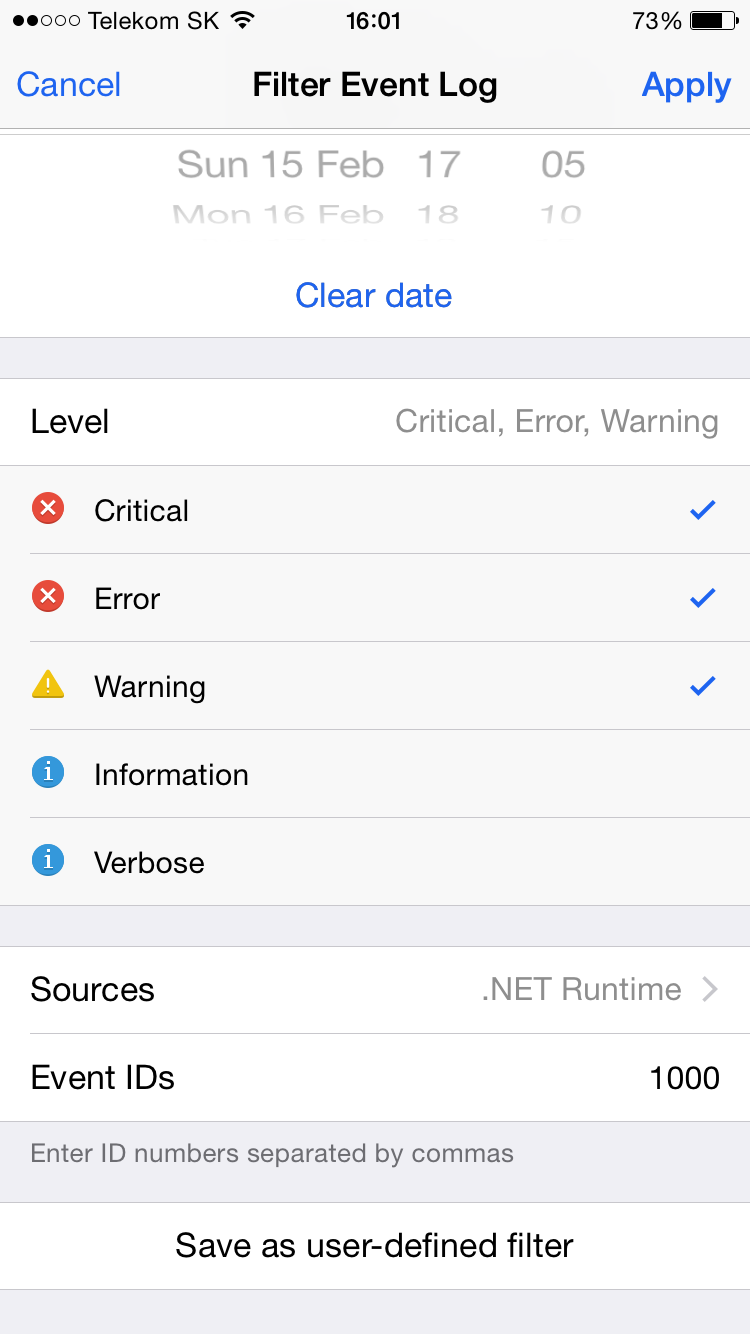 Telekom SK 16:01 73%
Cancel Filter Event Log Apply
Sun 15 Feb 17 05
Mon 16 Feb 18 10
Clear date
Level Critical, Error, Warning
Critical
Error
Warning
Information
Verbose
Sources .NET Runtime
Event IDs 1000
Enter ID numbers separated by commas
Save as user-defined filter